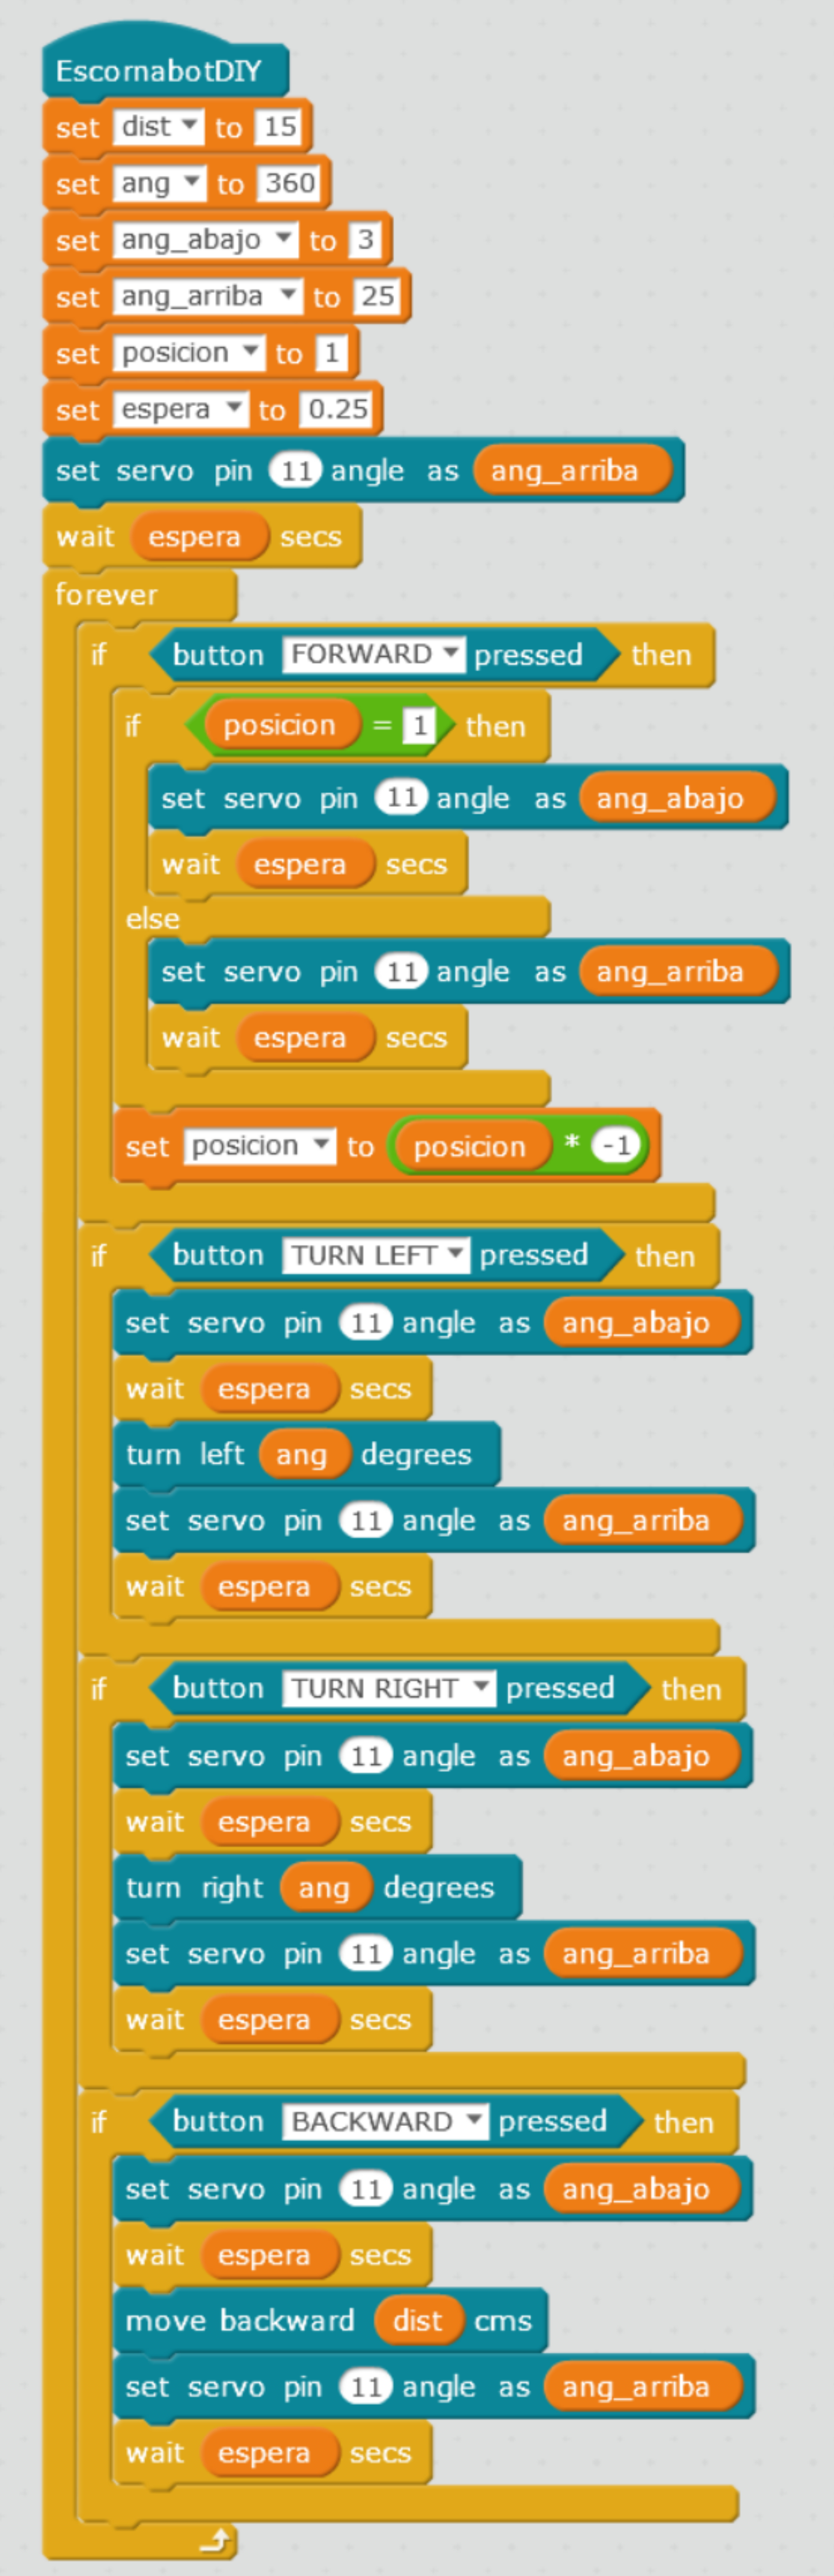 EscornabotDIY
set dist to 15
set ang to 360
set ang_abajo to 3
set ang_arriba to 25
set posicion to 1
set espera to 0.25
set servo pin 11 angle as ang_arriba
wait espera secs
forever
if button FORWARD pressed then
if posicion = 1 then
set servo pin 11 angle as ang_abajo
wait espera secs
else
set servo pin 11 angle as ang_arriba
wait espera secs
set posicion to posicion * -1
if button TURN LEFT pressed then
set servo pin 11 angle as ang_abajo
wait espera secs
turn left ang degrees
set servo pin 11 angle as ang_arriba
wait espera secs
if button TURN RIGHT pressed then
set servo pin 11 angle as ang_abajo
wait espera secs
turn right ang degrees
set servo pin 11 angle as ang_arriba
wait espera secs
if button BACKWARD pressed then
set servo pin 11 angle as ang_abajo
wait espera secs
move backward dist cms
set servo pin 11 angle as ang_arriba
wait espera secs